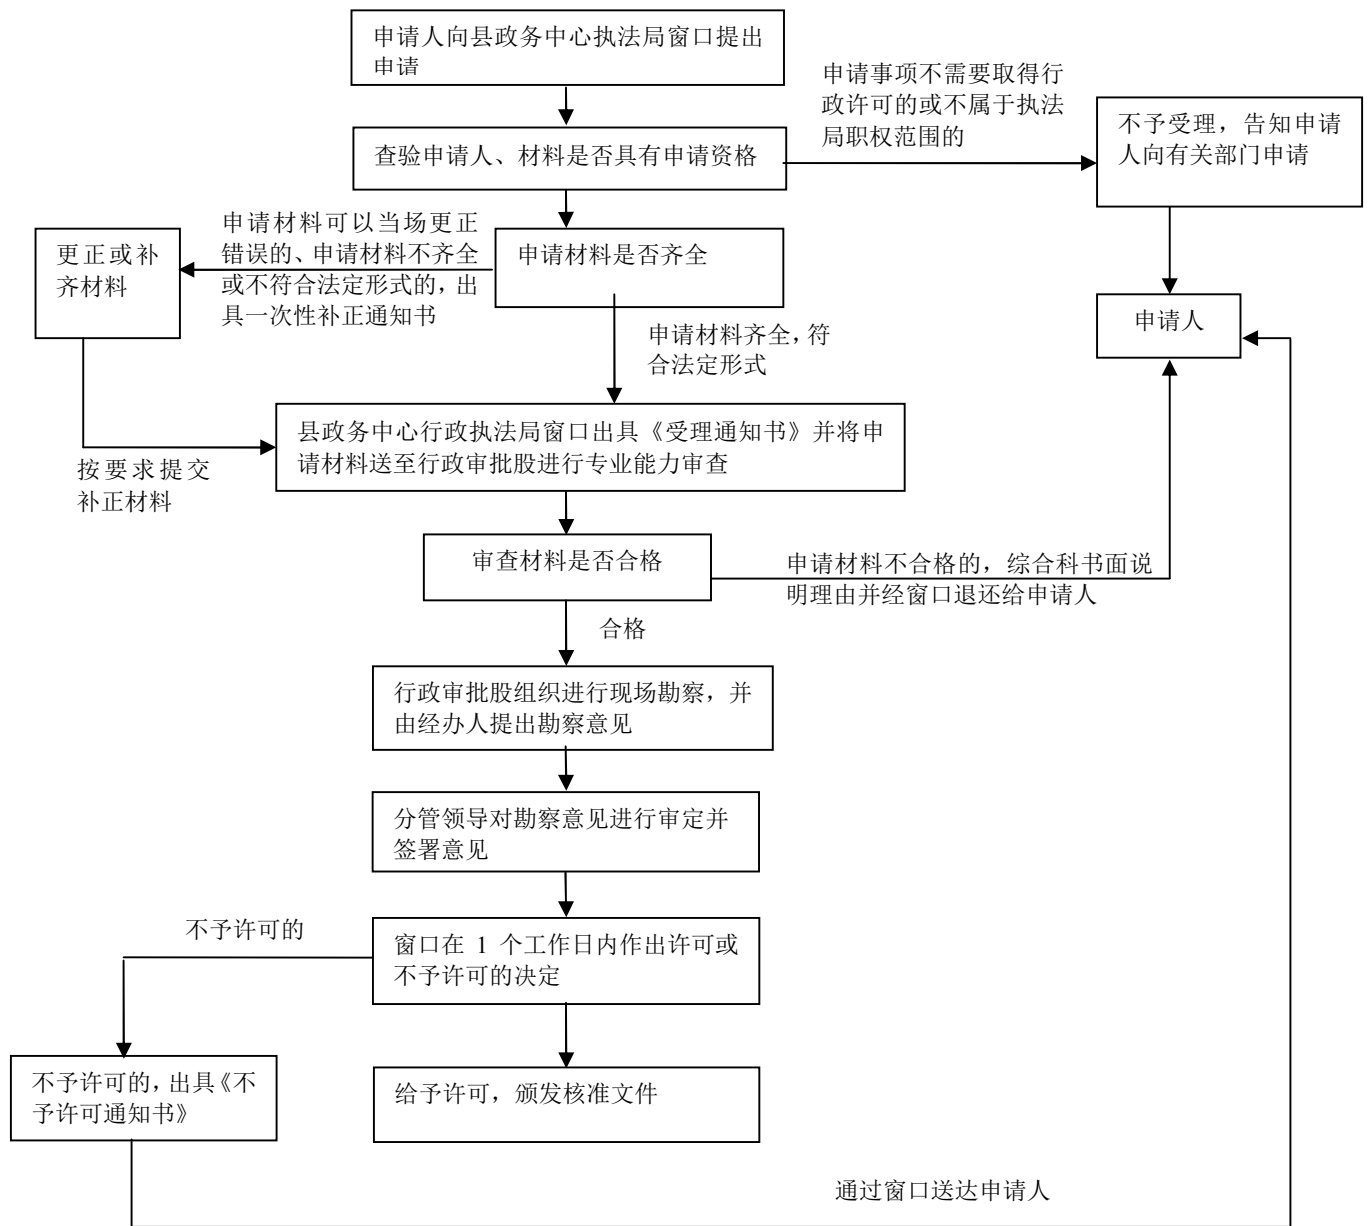 申请人向县政务中心执法局窗口提出
申请
申请事项不需要取得行
政许可的或不属于执法
局职权范围的
不予受理，告知申请
人向有关部门申请
查验申请人、材料是否具有申请资格
申请材料可以当场更正
错误的、申请材料不齐全
或不符合法定形式的，出
具一次性补正通知书
更正或补
齐材料
申请材料是否齐全
申请人
申请材料齐全，符
合法定形式
县政务中心行政执法局窗口出具《受理通知书》并将申
请材料送至行政审批股进行专业能力审查
按要求提交
补正材料
审查材料是否合格
申请材料不合格的，综合科书面说
明理由并经窗口退还给申请人
合格
行政审批股组织进行现场勘察，并
由经办人提出勘察意见
分管领导对勘察意见进行审定并
签署意见
不予许可的
窗口在 1 个工作日内作出许可或
不予许可的决定
不予许可的，出具《不
予许可通知书》
给予许可，颁发核准文件
通过窗口送达申请人